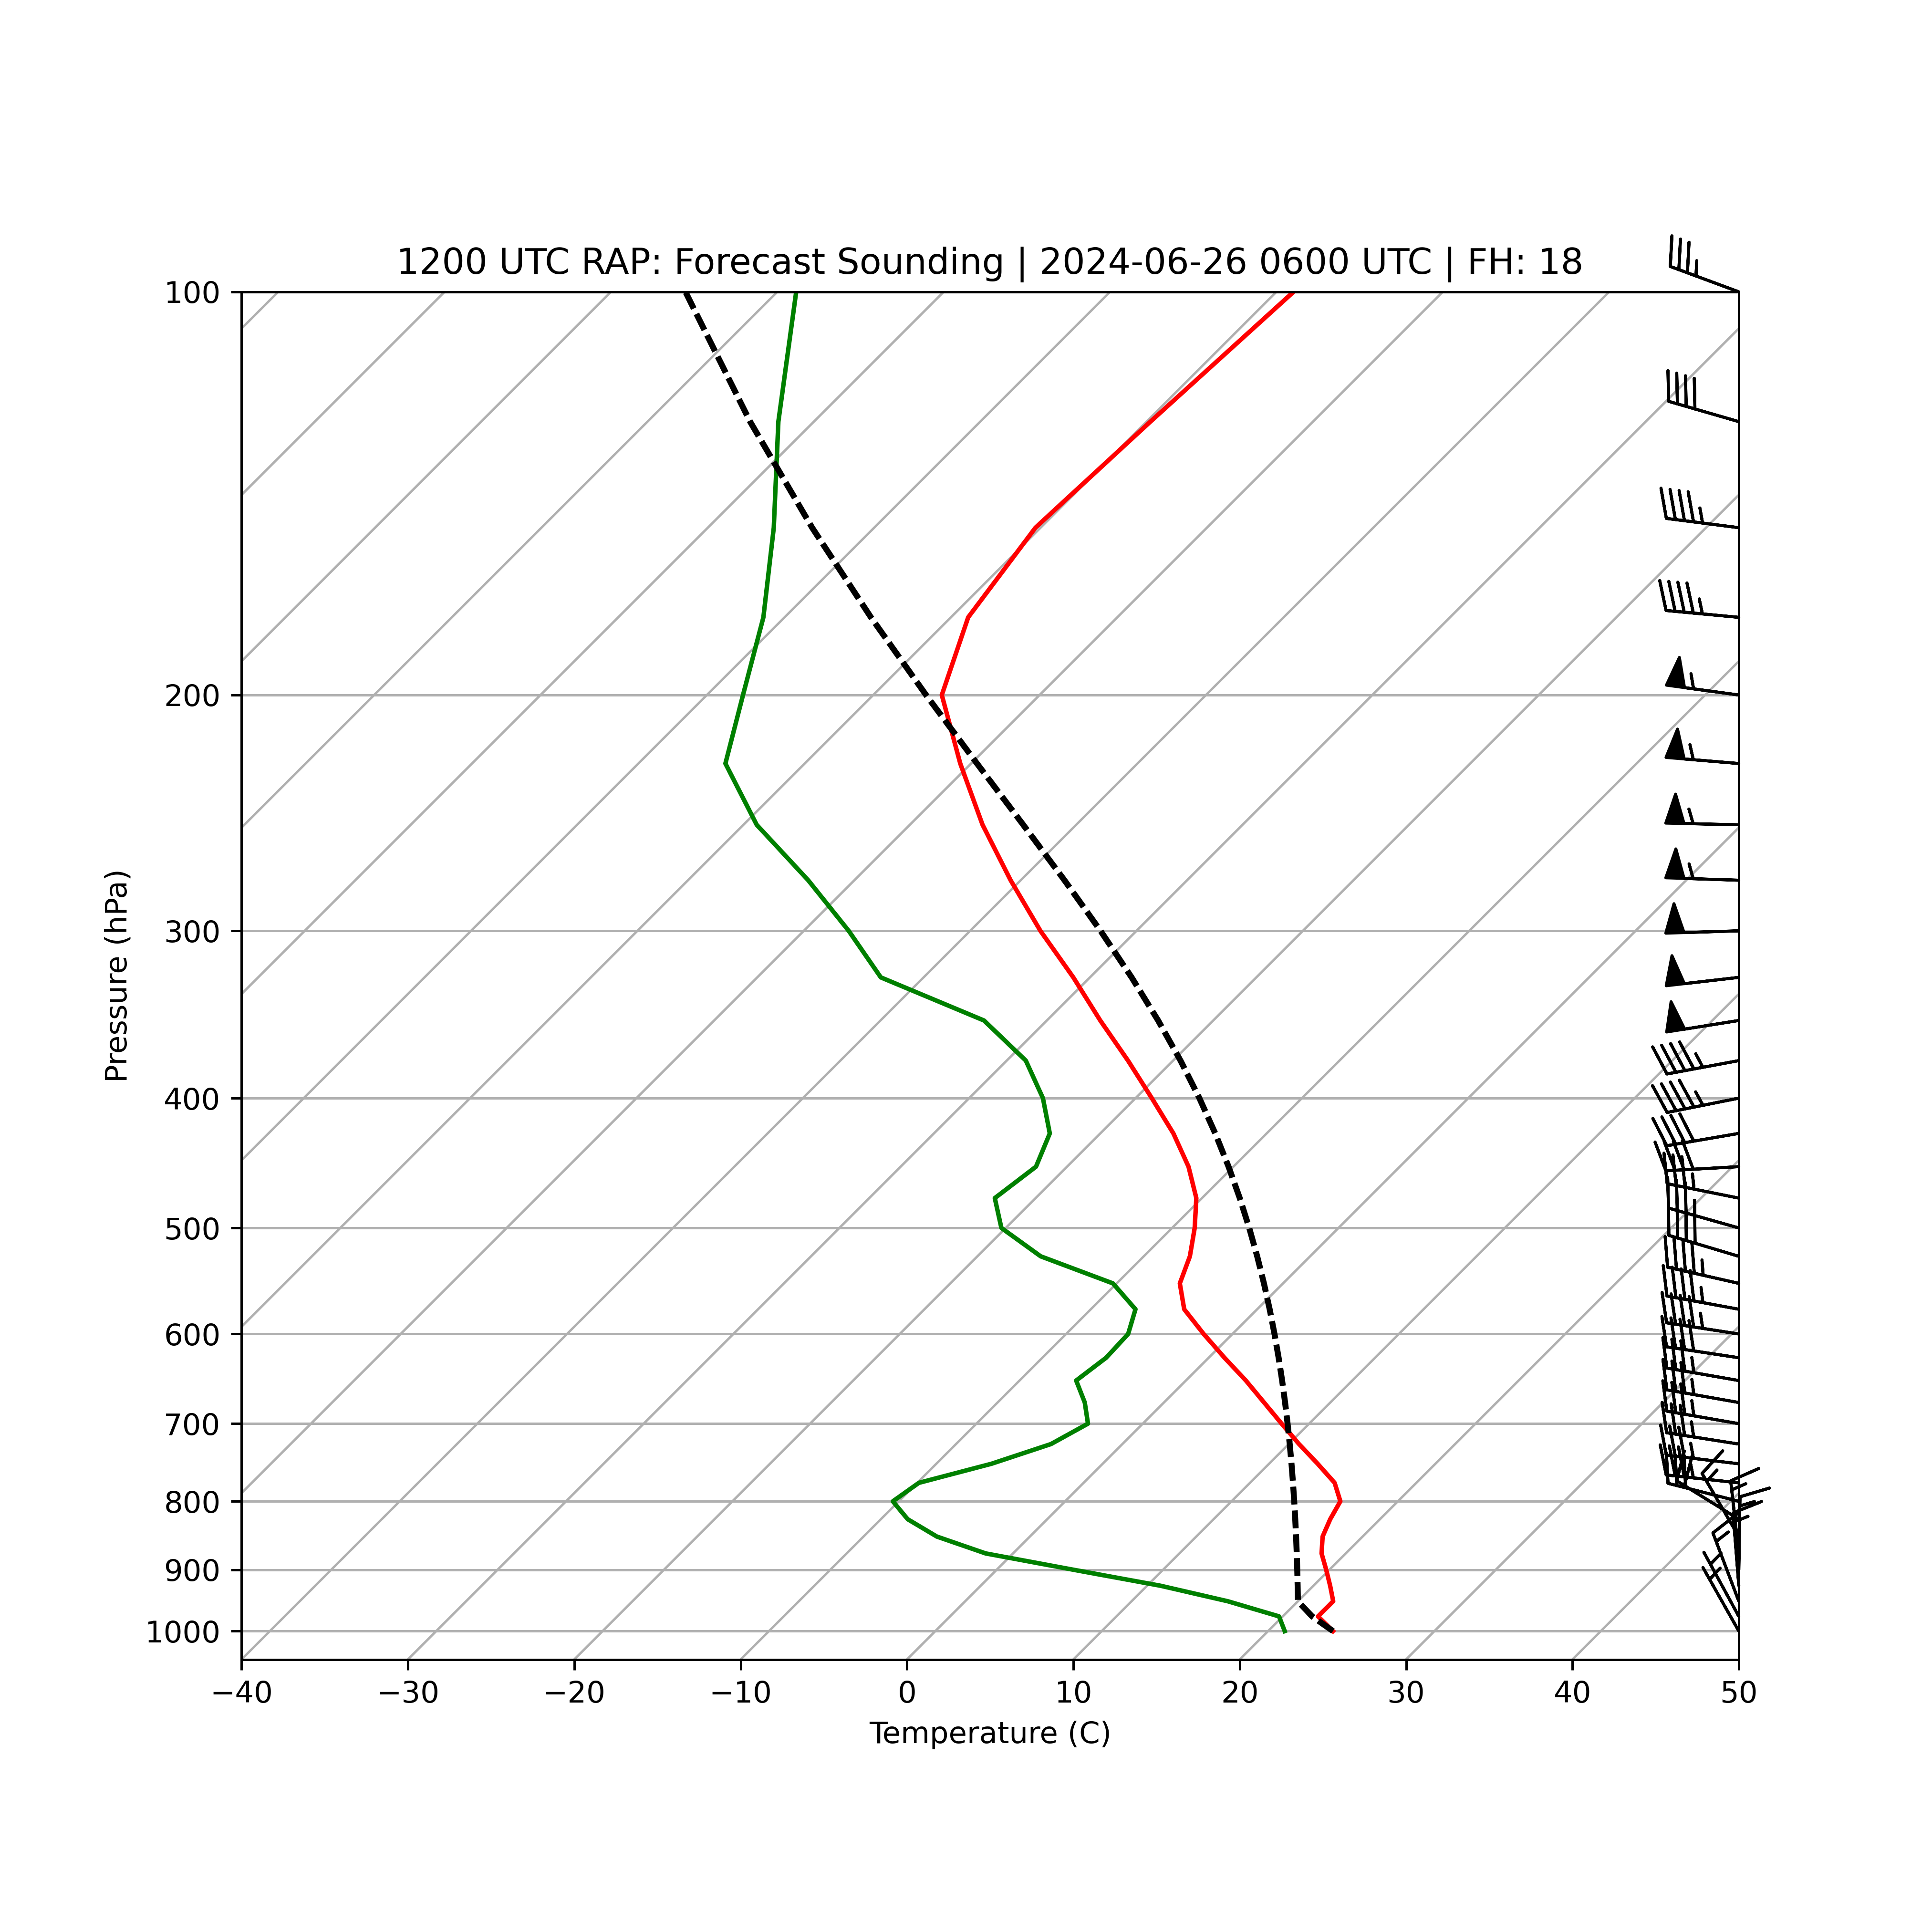 1200 UTC RAP: Forecast Sounding | 2024-06-26 0600 UTC | FH: 18
100
200
300
400
500
600
700
800
900
1000
Pressure (hPa)
−40 −30 −20 −10 0 10 20 30 40 50
Temperature (C)